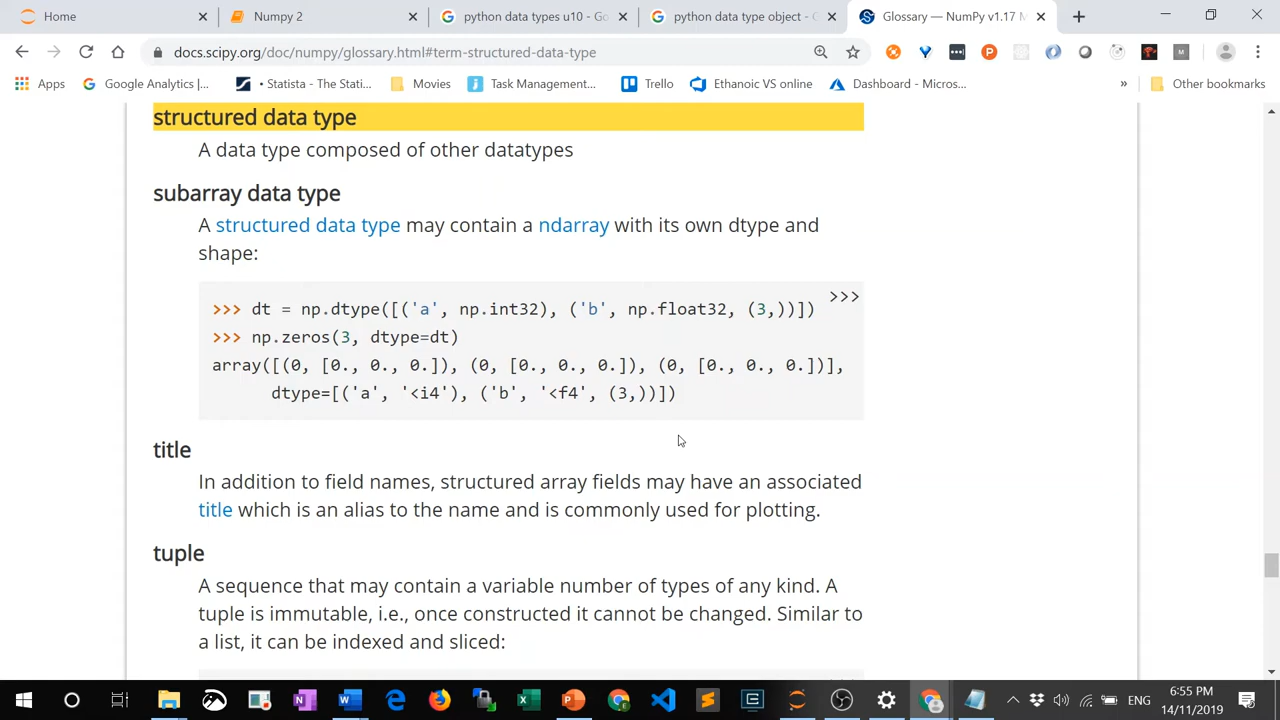 Home
Numpy 2
python data types u10 - Go
python data type object - G
Glossary — NumPy v1.17 M
docs.scipy.org/doc/numpy/glossary.html#term-structured-data-type
Apps
Google Analytics |...
• Statista - The Stati...
Movies
Task Management...
Trello
Ethanoic VS online
Dashboard - Micros...
»
Other bookmarks
structured data type
A data type composed of other datatypes
subarray data type
A structured data type may contain a ndarray with its own dtype and
shape:
>>>
>>> dt = np.dtype([('a', np.int32), ('b', np.float32, (3,))])
>>> np.zeros(3, dtype=dt)
array([(0, [0., 0., 0.]), (0, [0., 0., 0.]), (0, [0., 0., 0.])],
dtype=[('a', '<i4'), ('b', '<f4', (3,))])
title
In addition to field names, structured array fields may have an associated
title which is an alias to the name and is commonly used for plotting.
tuple
A sequence that may contain a variable number of types of any kind. A
tuple is immutable, i.e., once constructed it cannot be changed. Similar to
a list, it can be indexed and sliced:
ENG
6:55 PM
14/11/2019